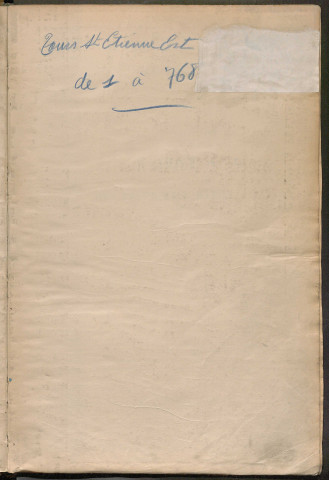 Tours St Etienne Est
de 1 à 768